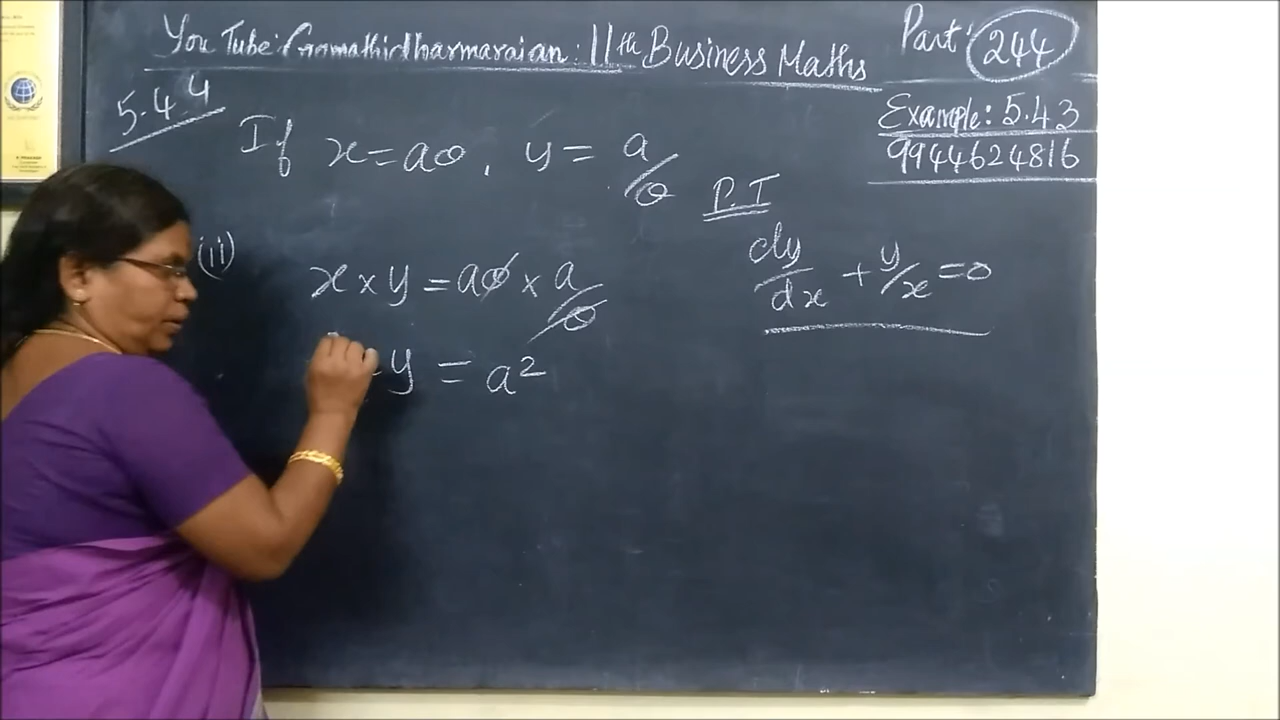 You Tube: Gomathidharmarajan: 11th Business Maths
Part: 244
5.4.4
Example: 5.43
9944624816
If x=aθ, y= a/θ P.T
dy/dx + y/x =0
(ii) x × y = aθ × a/θ
y = a²